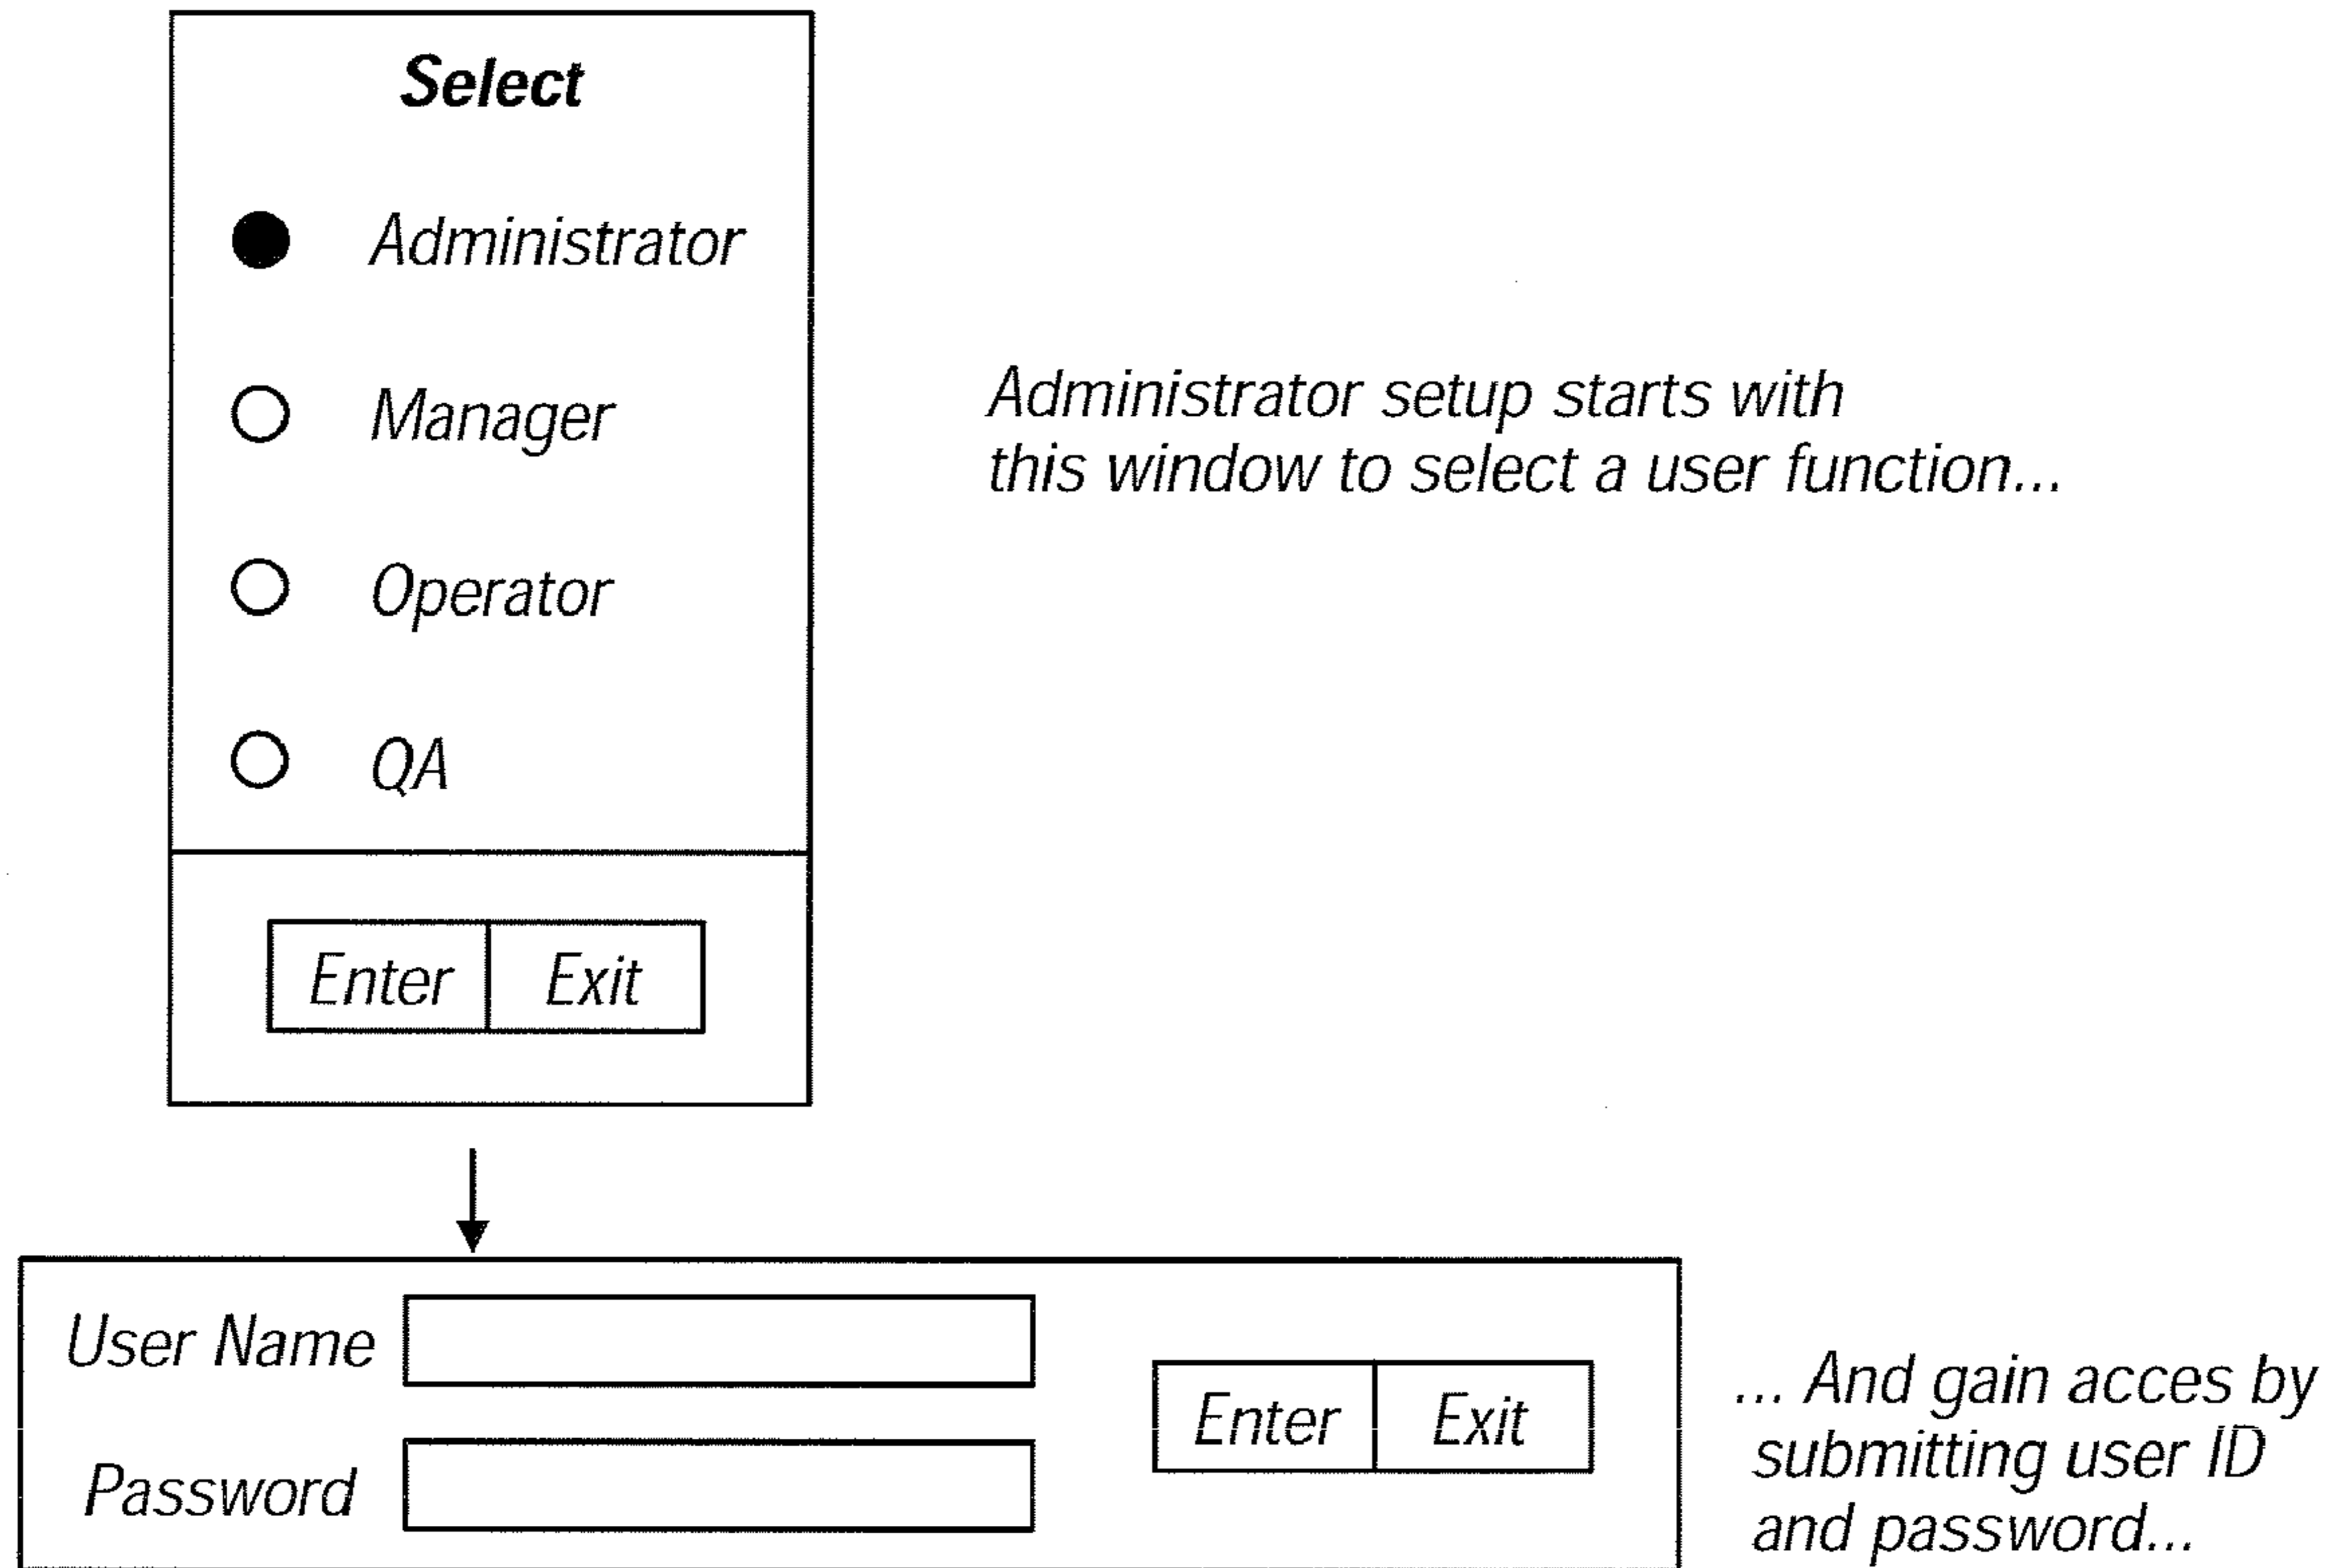 Select
Administrator
Manager
Operator
QA
Enter Exit
Administrator setup starts with
this window to select a user function...
User Name
Password
Enter Exit
... And gain acces by
submitting user ID
and password...